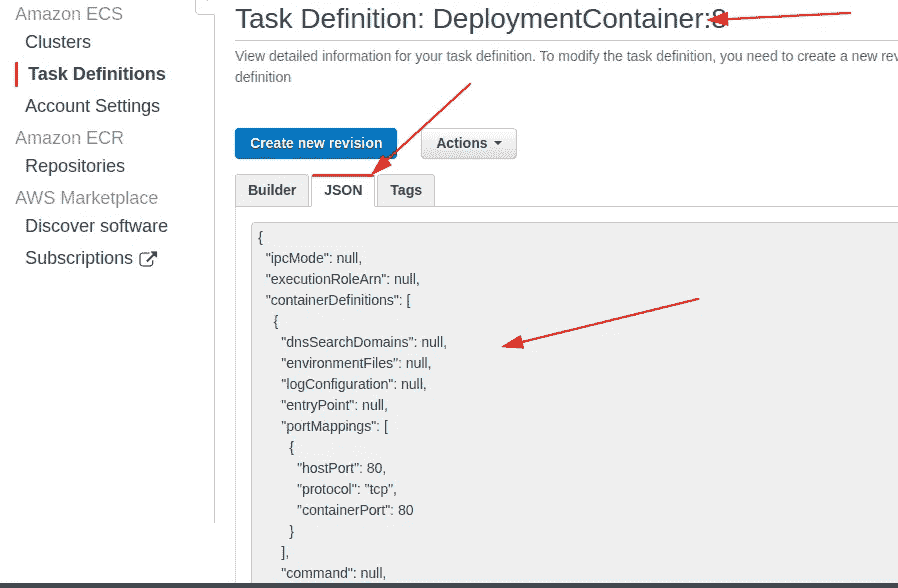 Amazon ECS
Clusters
Task Definitions
Account Settings
Amazon ECR
Repositories
AWS Marketplace
Discover software
Subscriptions
Task Definition: DeploymentContainer:8
View detailed information for your task definition. To modify the task definition, you need to create a new
definition
Create new revision
Actions
Builder JSON Tags
{
"ipcMode": null,
"executionRoleArn": null,
"containerDefinitions": [
{
"dnsSearchDomains": null,
"environmentFiles": null,
"logConfiguration": null,
"entryPoint": null,
"portMappings": [
{
"hostPort": 80,
"protocol": "tcp",
"containerPort": 80
}
],
"command": null,